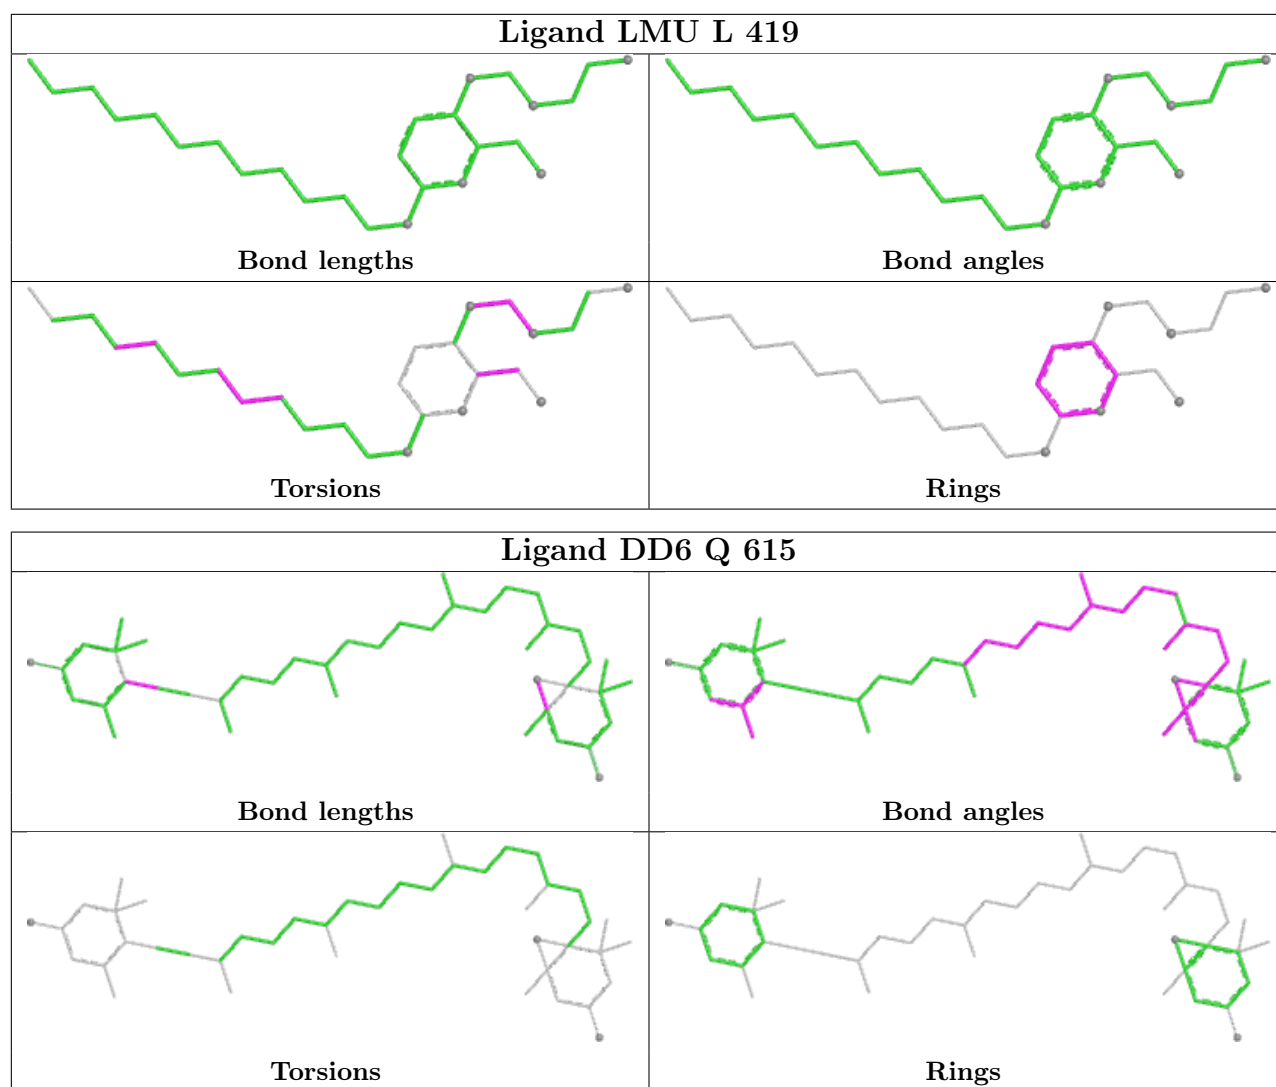 Ligand LMU L 419
Bond lengths
Bond angles
Torsions
Rings
Ligand DD6 Q 615
Bond lengths
Bond angles
Torsions
Rings